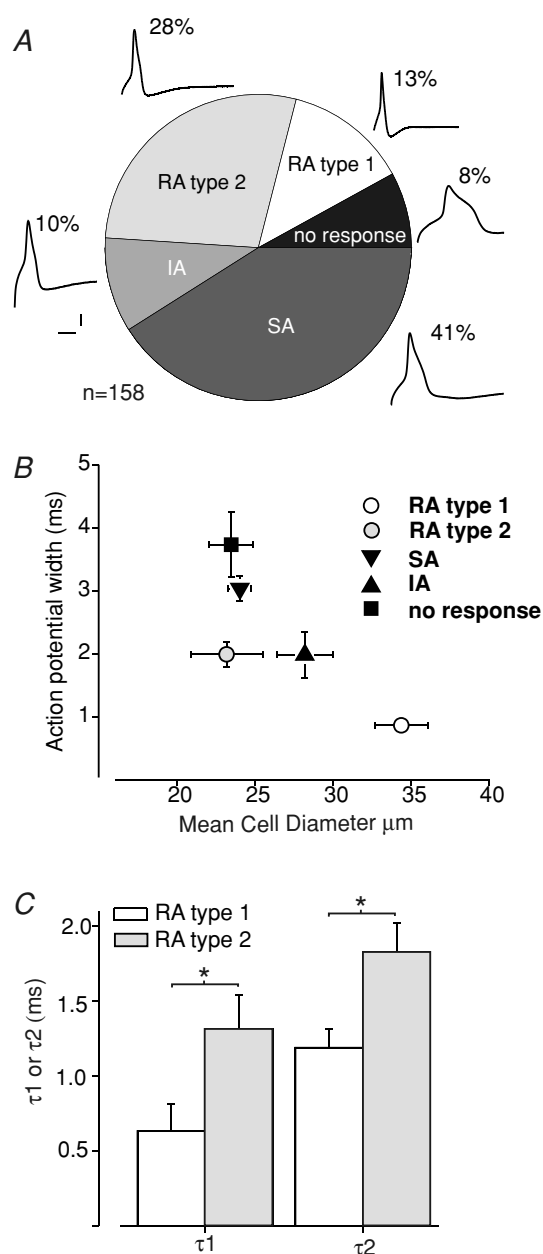 A
28%
13%
RA type 1
RA type 2
8%
10%
no response
IA
SA
41%
n=158
B
5
4
3
2
1
Action potential width (ms)
RA type 1
RA type 2
SA
IA
no response
20 25 30 35 40
Mean Cell Diameter μm
C
RA type 1
RA type 2
2.0
1.5
1.0
0.5
τ1 or τ2 (ms)
* *
τ1 τ2